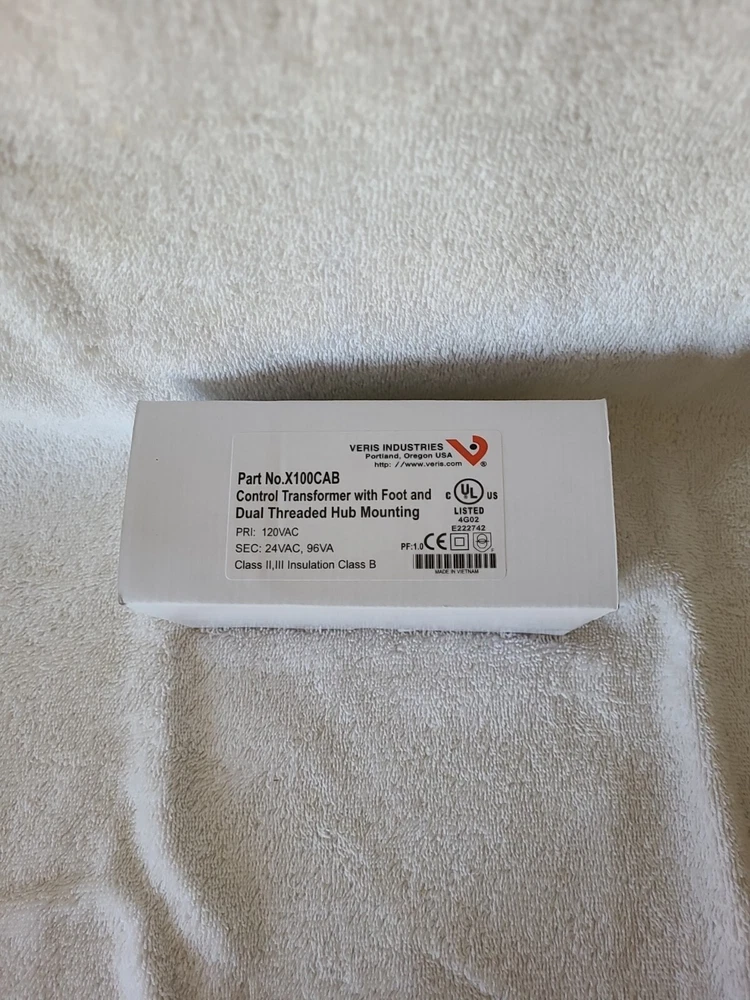 VERIS INDUSTRIES
Portland, Oregon USA
http: //www.veris.com
®
Part No.X100CAB
Control Transformer with Foot and
Dual Threaded Hub Mounting
PRI: 120VAC
SEC: 24VAC, 96VA
Class II,III Insulation Class B
C UL US
LISTED
4G02
E222742
PF:1.0 CE
MADE IN VIETNAM